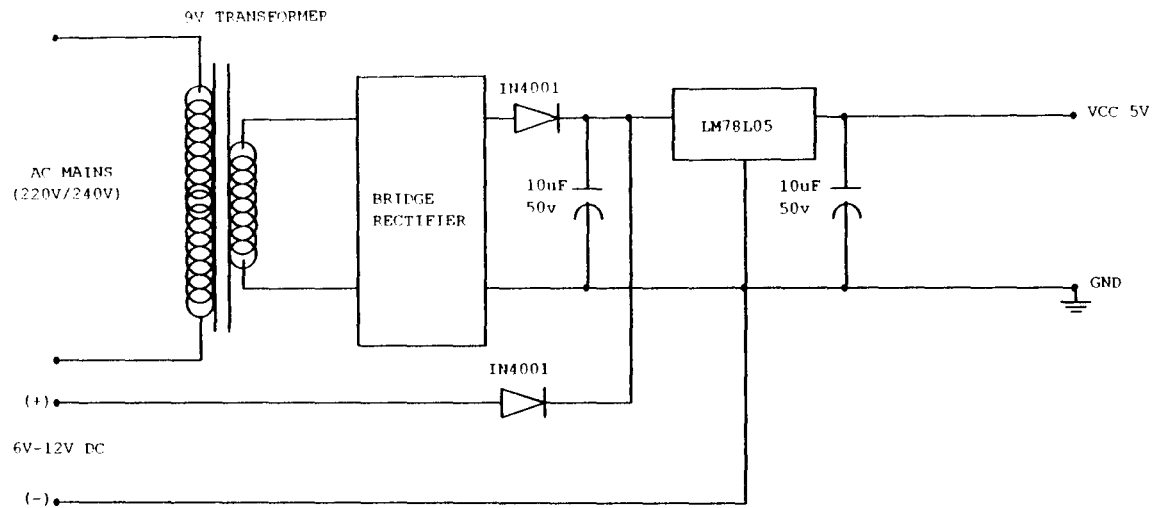 9V TRANSFORMER
IN4001
LM78L05
VCC 5V
AC MAINS
(220V/240V)
10uF
50v
10uF
50v
BRIDGE
RECTIFIER
GND
IN4001
(+)
6V-12V DC
(-)